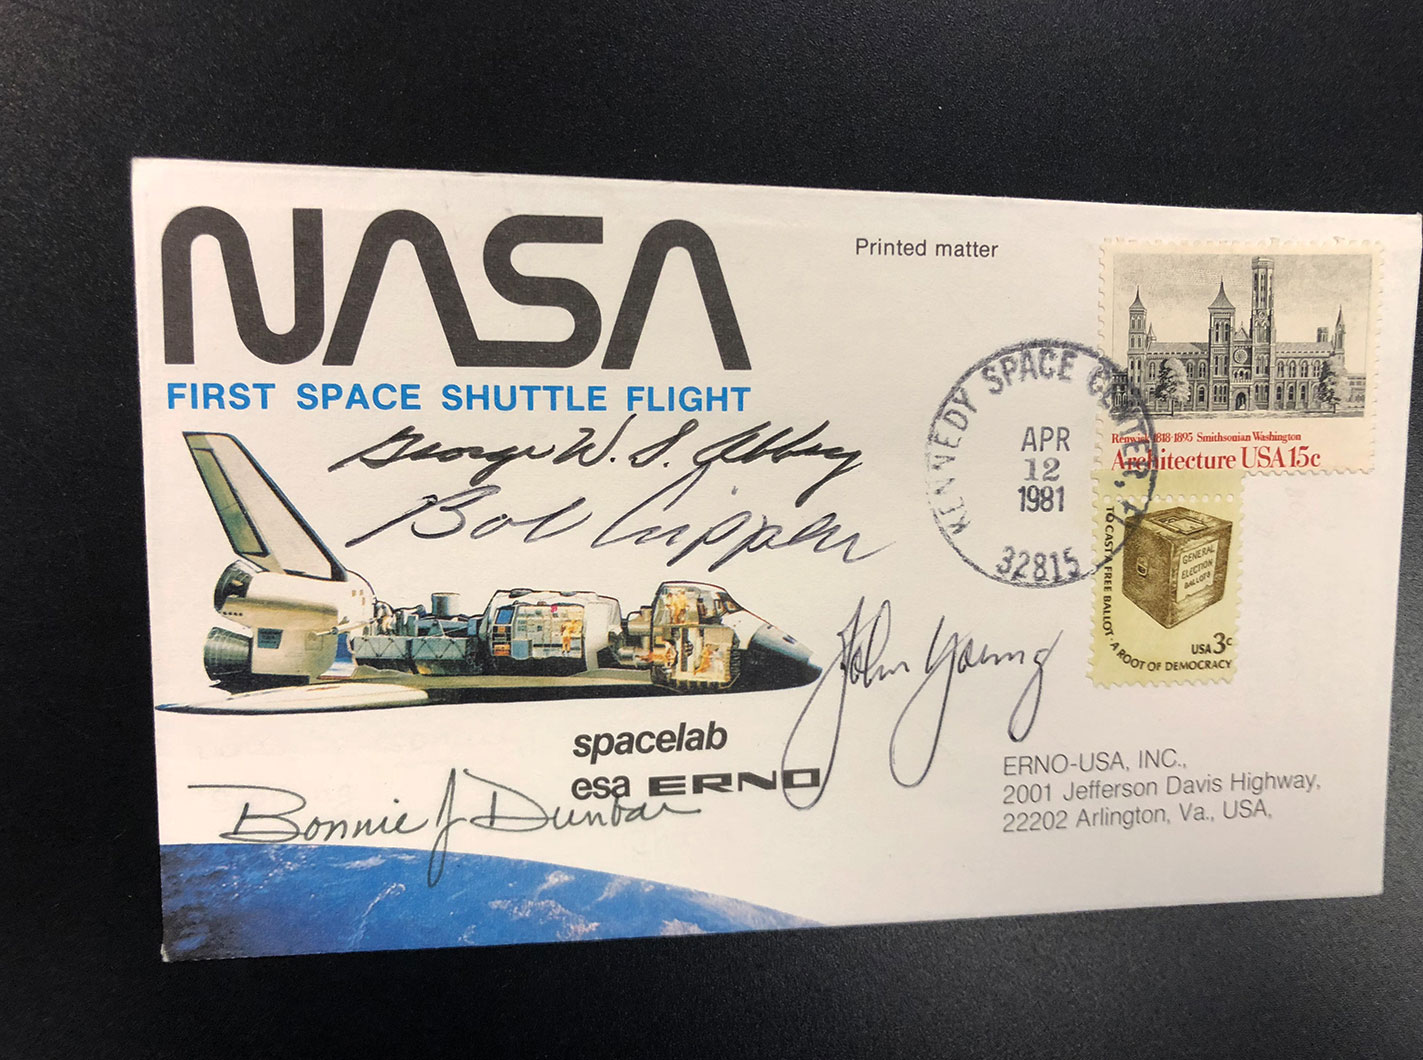 NASA
FIRST SPACE SHUTTLE FLIGHT
Printed matter
George W. S. Abbey
Bob Crippen
John Young
Bonnie J Dunbar
spacelab
esa ERNO
KENNEDY SPACE CENTER,
APR
12
1981
32815
Renwick 1818-1895 Smithsonian Washington
Architecture USA 15c
TO CAST A FREE BALLOT · A ROOT OF DEMOCRACY
GENERAL
ELECTION
BALLOTS
USA 3c
ERNO-USA, INC.,
2001 Jefferson Davis Highway,
22202 Arlington, Va., USA,